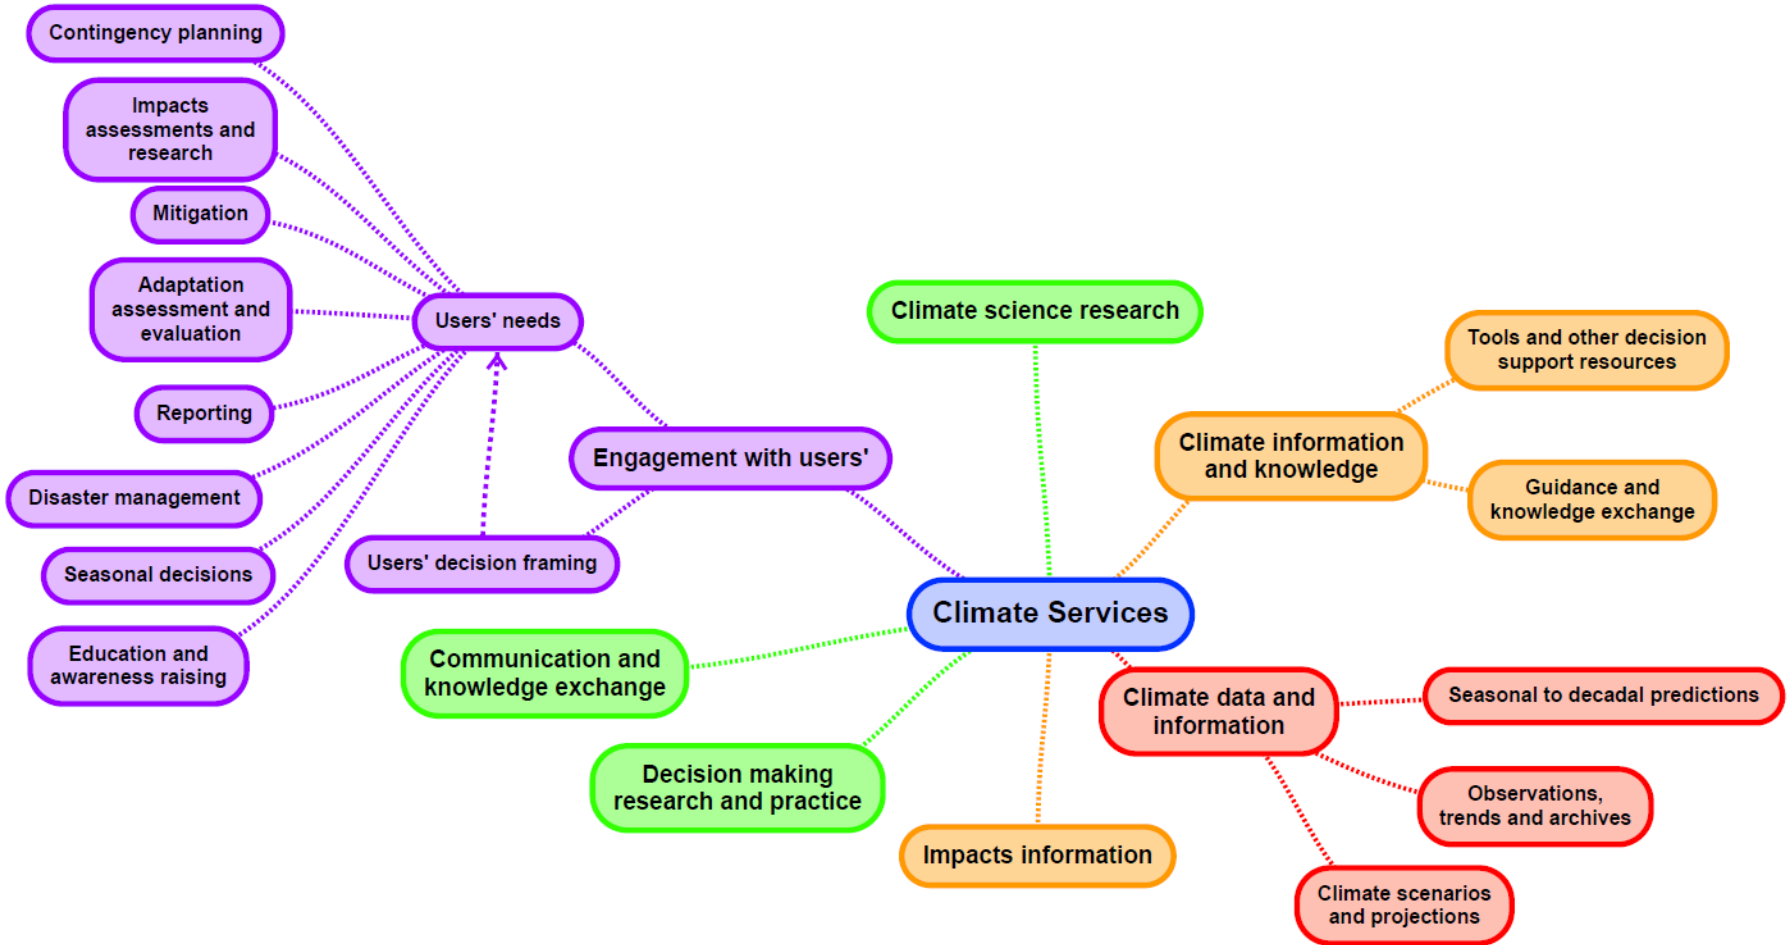 Contingency planning
Impacts
assessments and
research
Mitigation
Adaptation
assessment and
evaluation
Reporting
Disaster management
Seasonal decisions
Education and
awareness raising
Users' needs
Engagement with users'
Users' decision framing
Climate science research
Climate information
and knowledge
Tools and other decision
support resources
Guidance and
knowledge exchange
Climate Services
Communication and
knowledge exchange
Decision making
research and practice
Impacts information
Climate data and
information
Seasonal to decadal predictions
Observations,
trends and archives
Climate scenarios
and projections